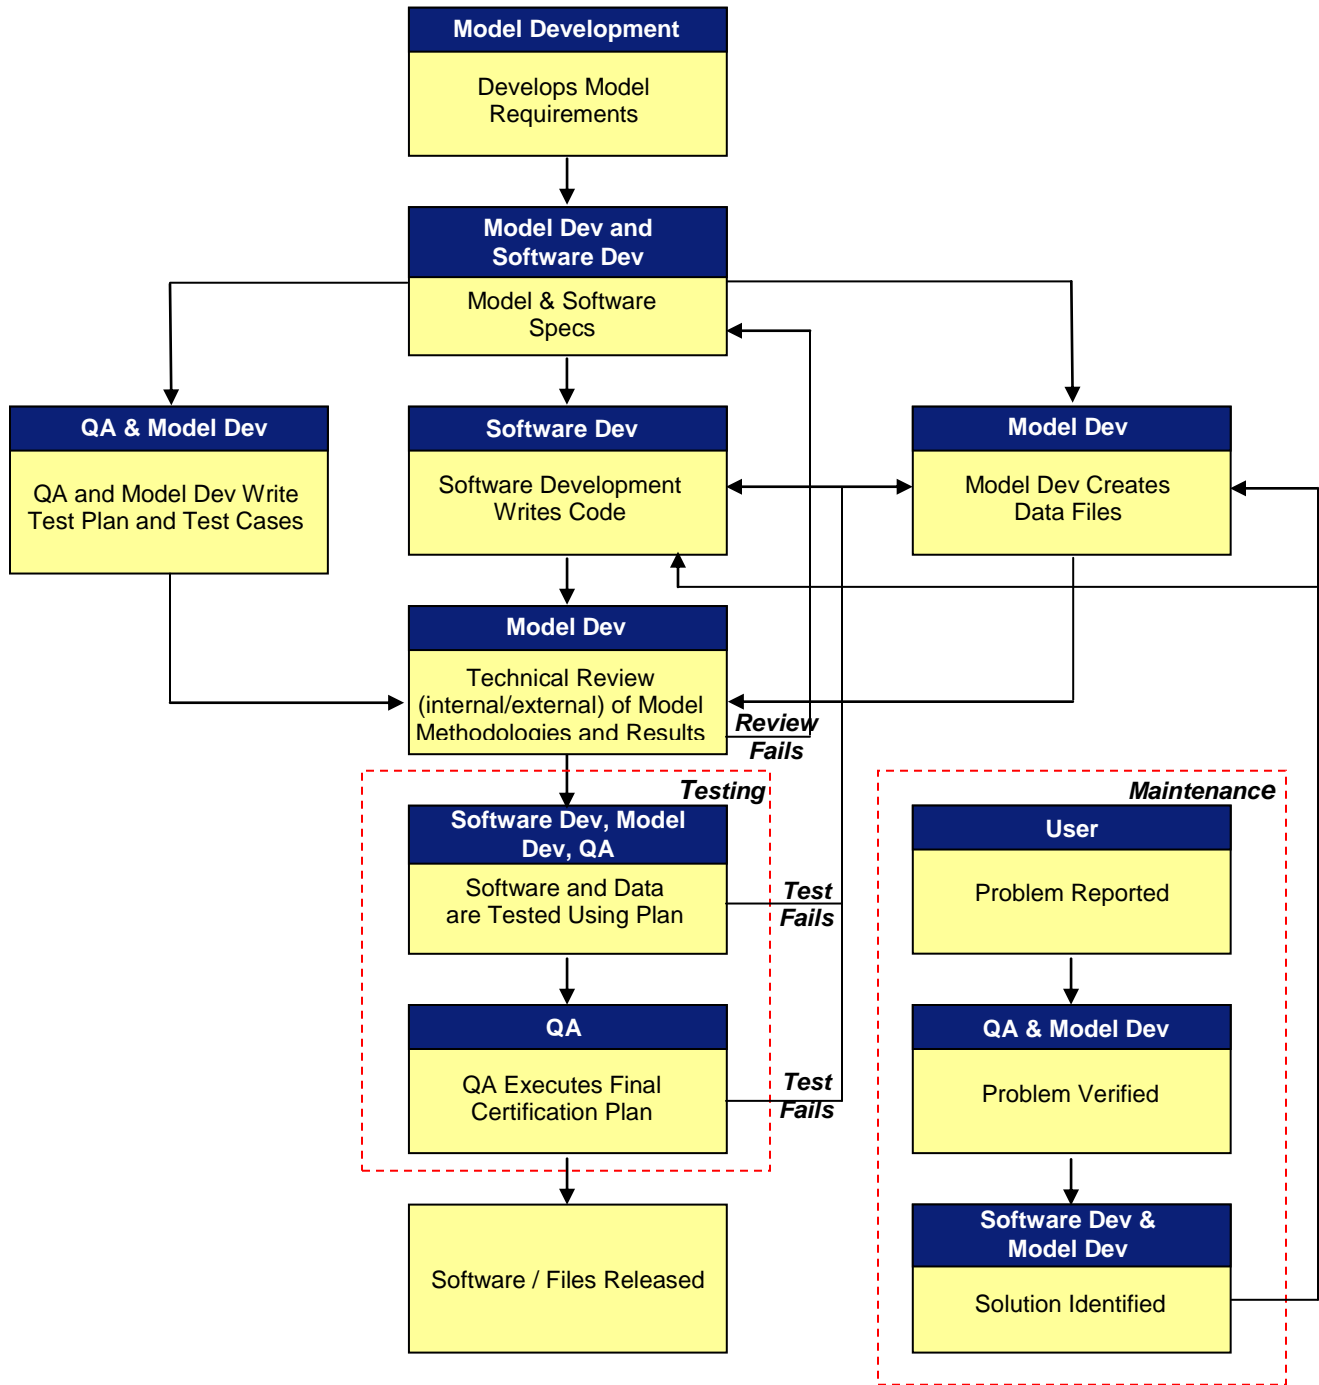 Model Development
Develops Model
Requirements
Model Dev and
Software Dev
Model & Software
Specs
QA & Model Dev
QA and Model Dev Write
Test Plan and Test Cases
Software Dev
Software Development
Writes Code
Model Dev
Model Dev Creates
Data Files
Model Dev
Technical Review
(internal/external) of Model
Methodologies and Results
Review
Fails
Testing
Software Dev, Model
Dev, QA
Software and Data
are Tested Using Plan
Test
Fails
QA
QA Executes Final
Certification Plan
Test
Fails
Software / Files Released
Maintenance
User
Problem Reported
QA & Model Dev
Problem Verified
Software Dev &
Model Dev
Solution Identified